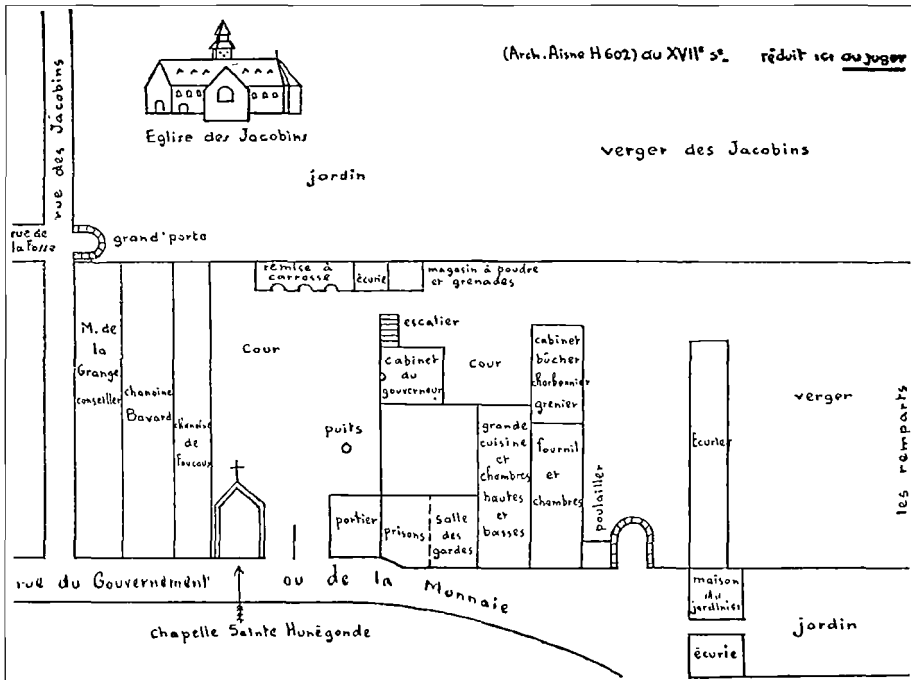 (Arch. Aisne H 602) du XVIIᵉ Sᵉ_ réduit ici au juger
rue des Jacobins
Eglise des Jacobins
verger des Jacobins
jardin
rue de
la Fosse
grand'porte
remise à
carrosse
écurie
magasin à poudre
et grenades
escalier
M. de
la
Grange
conseiller
chanoine
Bavard
chanoine
de
Foucaux
cour
cabinet
du
gouverneur
cour
cabinet
bûcher
charbonnier
grenier
verger
les remparts
Ecuries
puits
grande
cuisine
et
chambres
hautes
et
basses
fournil
et
chambres
poulailler
portier
prisons
salle
des
gardes
rue du Gouvernement ou de la Monnaie
chapelle Sainte Hunégonde
maison
du
jardinier
jardin
écurie